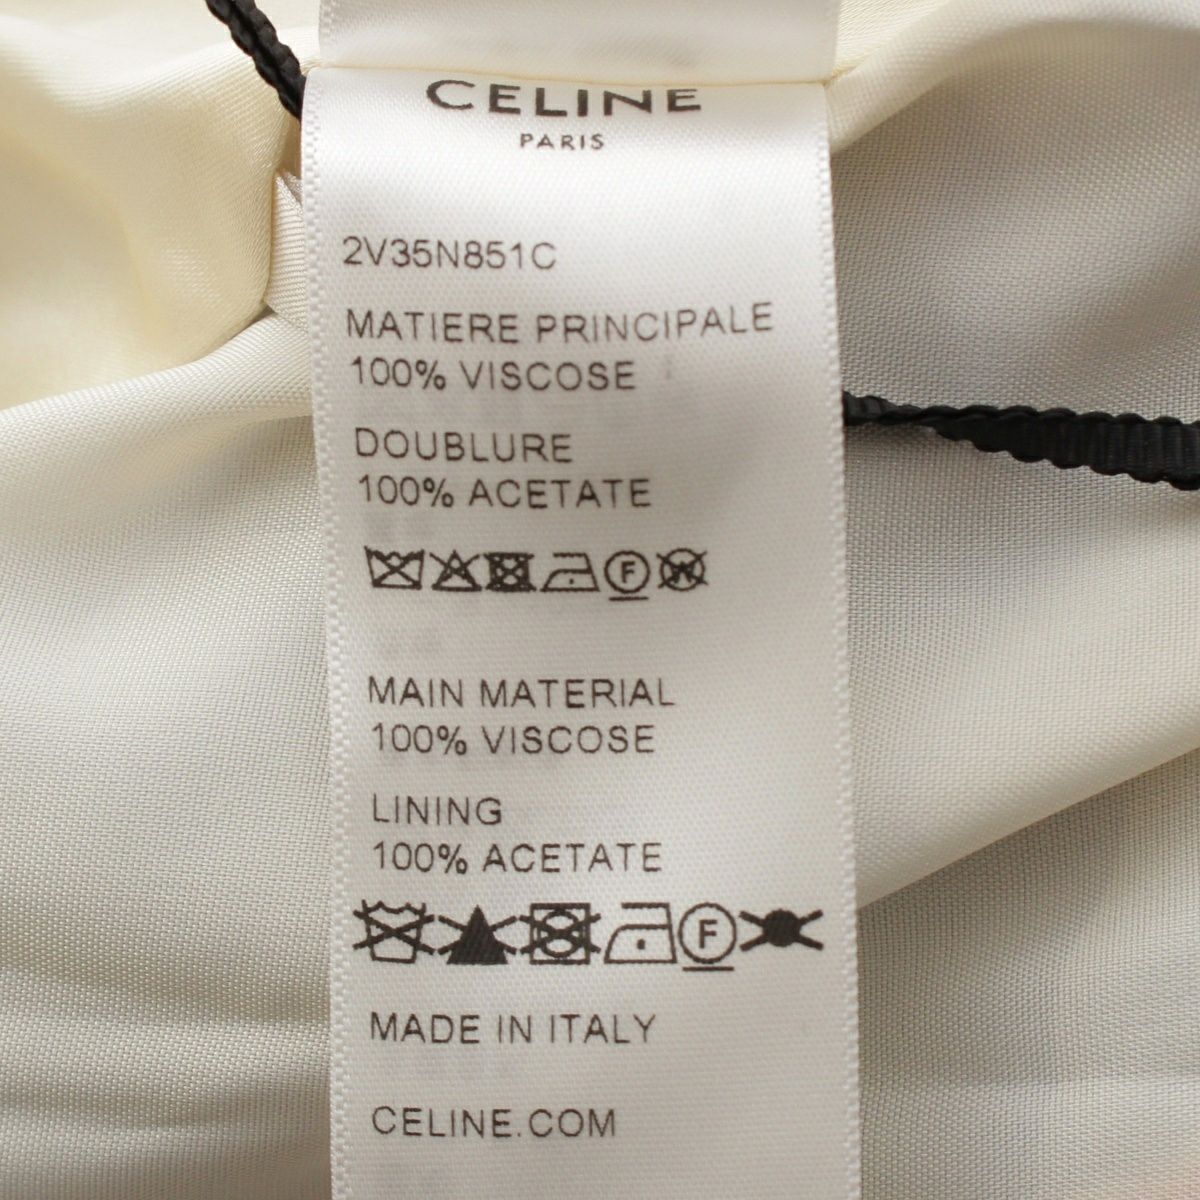 CELINE
PARIS
2V35N851C
MATIERE PRINCIPALE
100% VISCOSE
DOUBLURE
100% ACETATE
F W
MAIN MATERIAL
100% VISCOSE
LINING
100% ACETATE
F
MADE IN ITALY
CELINE.COM